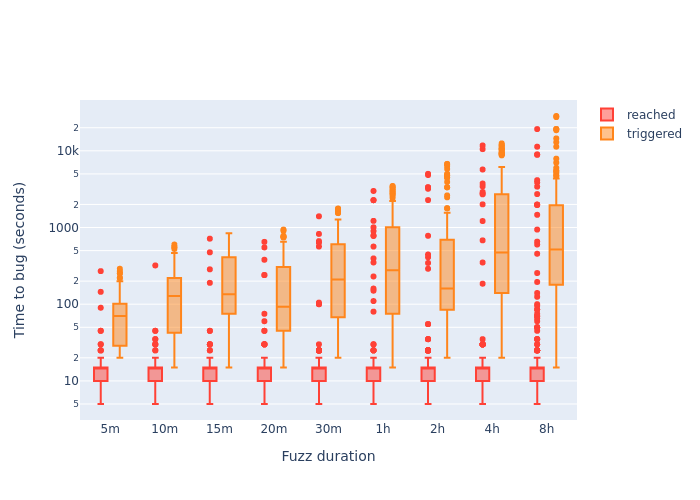 reached
triggered
2
10k
5
2
1000
5
2
100
5
2
10
5
Time to bug (seconds)
5m 10m 15m 20m 30m 1h 2h 4h 8h
Fuzz duration